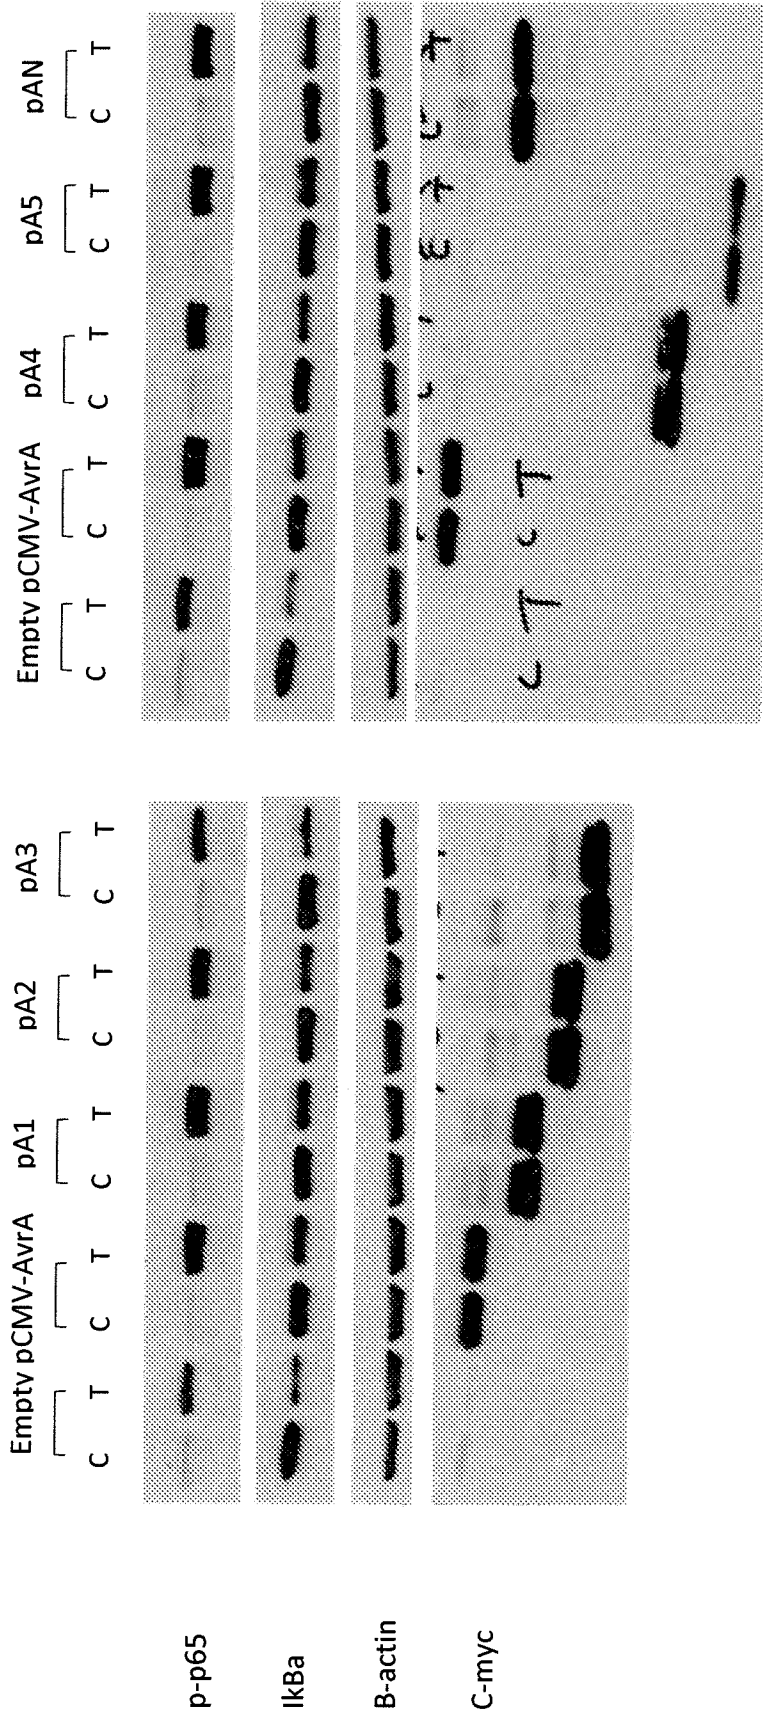 Empty pCMV-AvrA pA1 pA2 pA3
C T C T C T C T C T
Empty pCMV-AvrA pA4 pA5 pAN
C T C T C T C T C T
p-p65
IkBa
B-actin
C-myc
C T C T